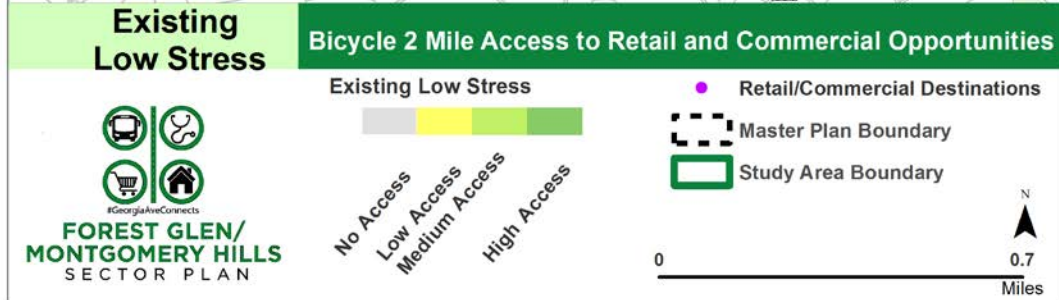 Existing
Low Stress
Bicycle 2 Mile Access to Retail and Commercial Opportunities
#GeorgiaAveConnects
FOREST GLEN/
MONTGOMERY HILLS
SECTOR PLAN
Existing Low Stress
No Access
Low Access
Medium Access
High Access
Retail/Commercial Destinations
Master Plan Boundary
Study Area Boundary
N
0 0.7
Miles